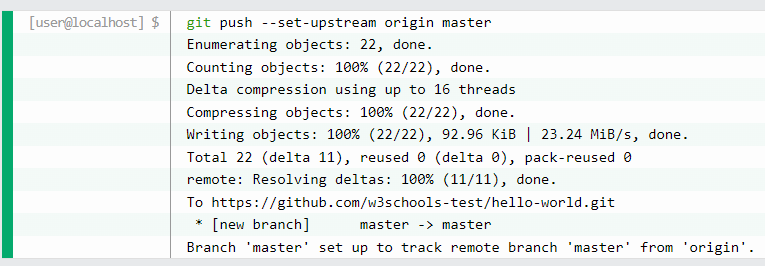 [user@localhost] $ git push --set-upstream origin master
Enumerating objects: 22, done.
Counting objects: 100% (22/22), done.
Delta compression using up to 16 threads
Compressing objects: 100% (22/22), done.
Writing objects: 100% (22/22), 92.96 KiB | 23.24 MiB/s, done.
Total 22 (delta 11), reused 0 (delta 0), pack-reused 0
remote: Resolving deltas: 100% (11/11), done.
To https://github.com/w3schools-test/hello-world.git
 * [new branch]      master -> master
Branch 'master' set up to track remote branch 'master' from 'origin'.